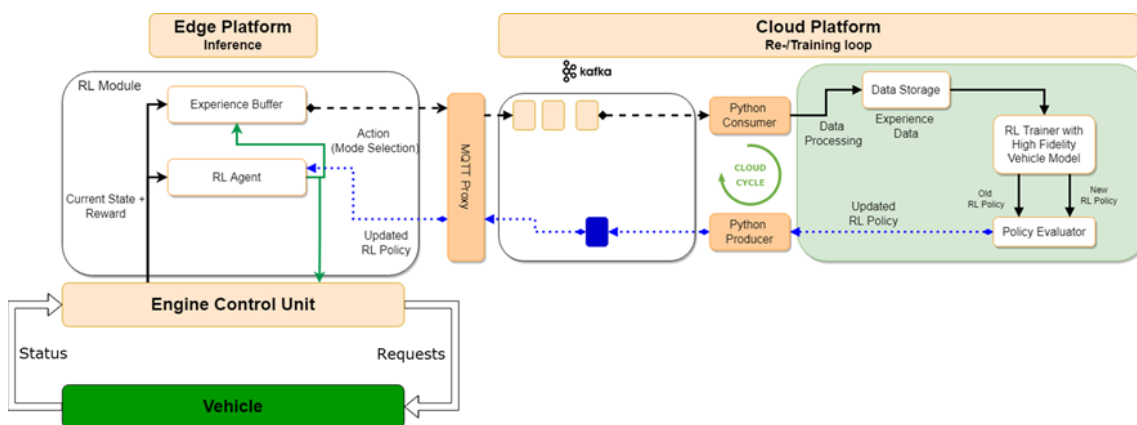 Edge Platform
Inference
Cloud Platform
Re-/Training loop
kafka
RL Module
Experience Buffer
Action
(Mode Selection)
RL Agent
Current State +
Reward
Updated
RL Policy
MQTT Proxy
Python
Consumer
Data
Processing
CLOUD
CYCLE
Python
Producer
Data Storage
Experience
Data
RL Trainer with
High Fidelity
Vehicle Model
Old
RL Policy
New
RL Policy
Updated
RL Policy
Policy Evaluator
Engine Control Unit
Status
Requests
Vehicle